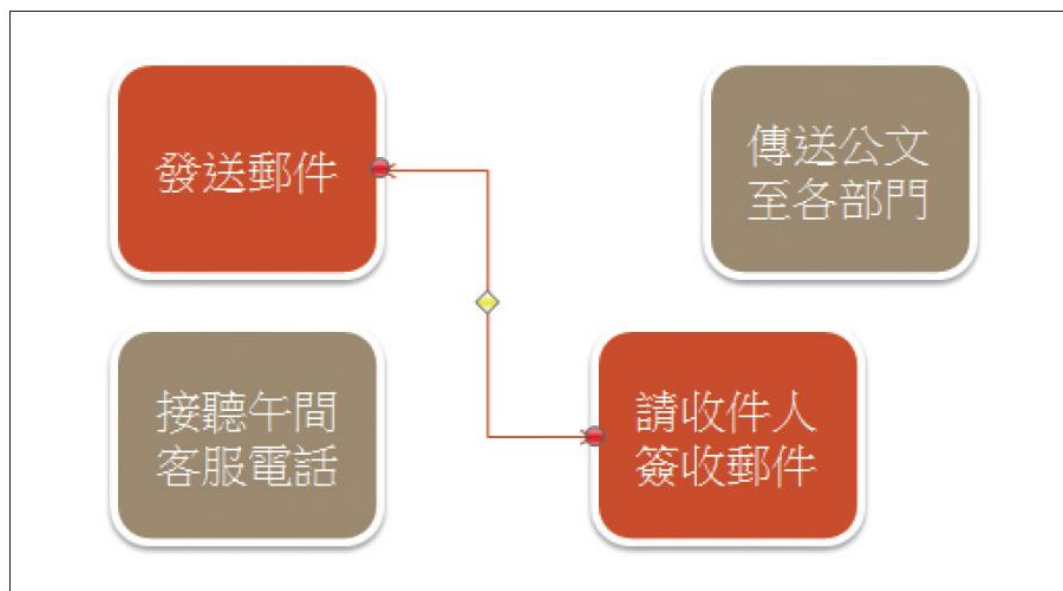 發送郵件
傳送公文
至各部門
接聽午間
客服電話
請收件人
簽收郵件